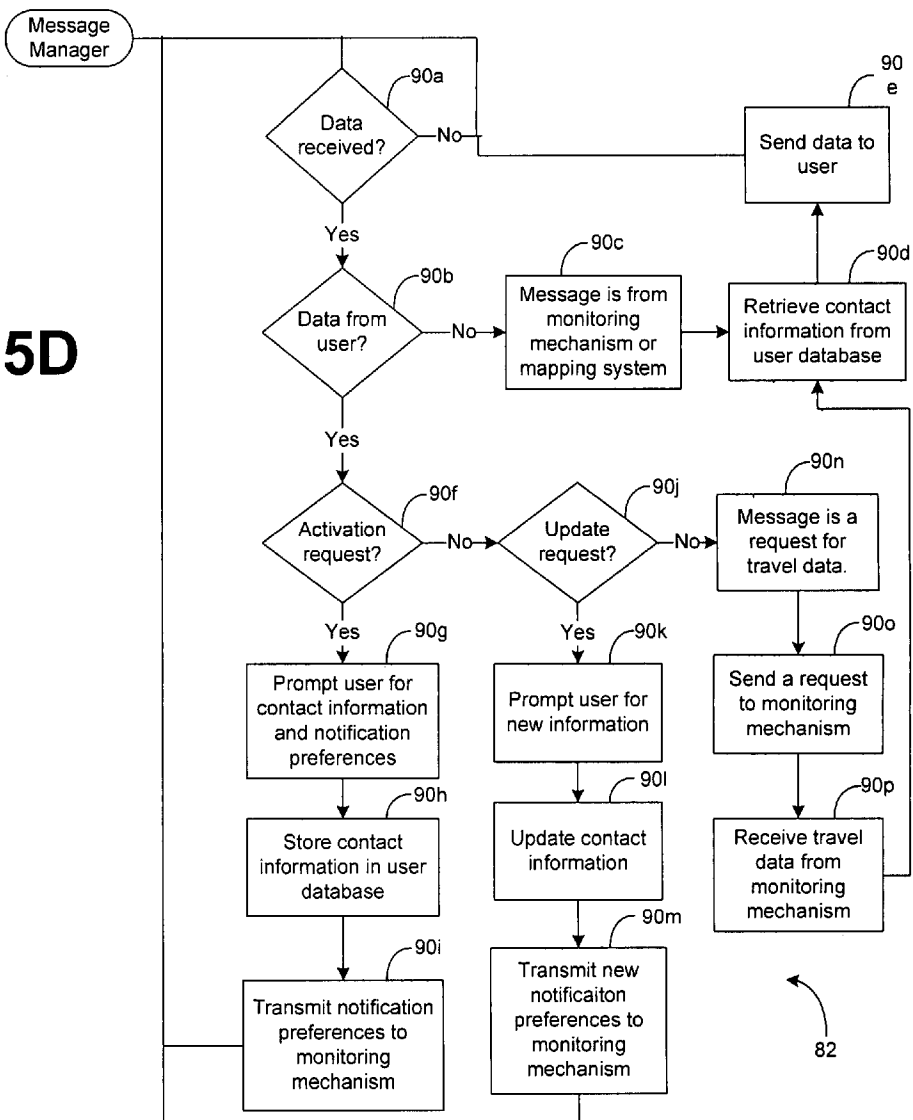 Message
Manager
90a
Data
received?
No
90
e
Send data to
user
Yes
90b
Data from
user?
No
90c
Message is from
monitoring
mechanism or
mapping system
90d
Retrieve contact
information from
user database
5D
Yes
90f
Activation
request?
No
90j
Update
request?
No
90n
Message is a
request for
travel data.
Yes
90g
Prompt user for
contact information
and notification
preferences
Yes
90k
Prompt user for
new information
90o
Send a request
to monitoring
mechanism
90h
Store contact
information in user
database
90l
Update contact
information
90p
Receive travel
data from
monitoring
mechanism
90i
Transmit notification
preferences to
monitoring
mechanism
90m
Transmit new
notificaiton
preferences to
monitoring
mechanism
82